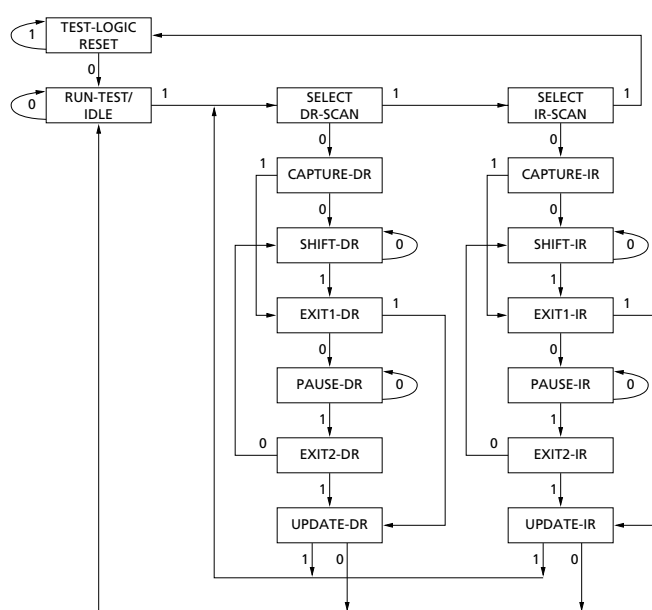 TEST-LOGIC
RESET
1
0
RUN-TEST/
IDLE
0
1
SELECT
DR-SCAN
1
SELECT
IR-SCAN
1
0
0
1
CAPTURE-DR
1
CAPTURE-IR
0
0
SHIFT-DR
0
SHIFT-IR
0
1
1
EXIT1-DR
1
EXIT1-IR
1
0
0
PAUSE-DR
0
PAUSE-IR
0
1
1
0
EXIT2-DR
0
EXIT2-IR
1
1
UPDATE-DR
UPDATE-IR
1
0
1
0